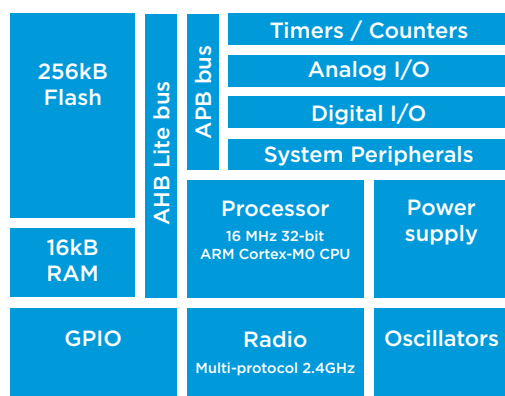 256kB
Flash
16kB
RAM
AHB Lite bus
APB bus
Timers / Counters
Analog I/O
Digital I/O
System Peripherals
Processor
16 MHz 32-bit
ARM Cortex-M0 CPU
Power
supply
GPIO
Radio
Multi-protocol 2.4GHz
Oscillators